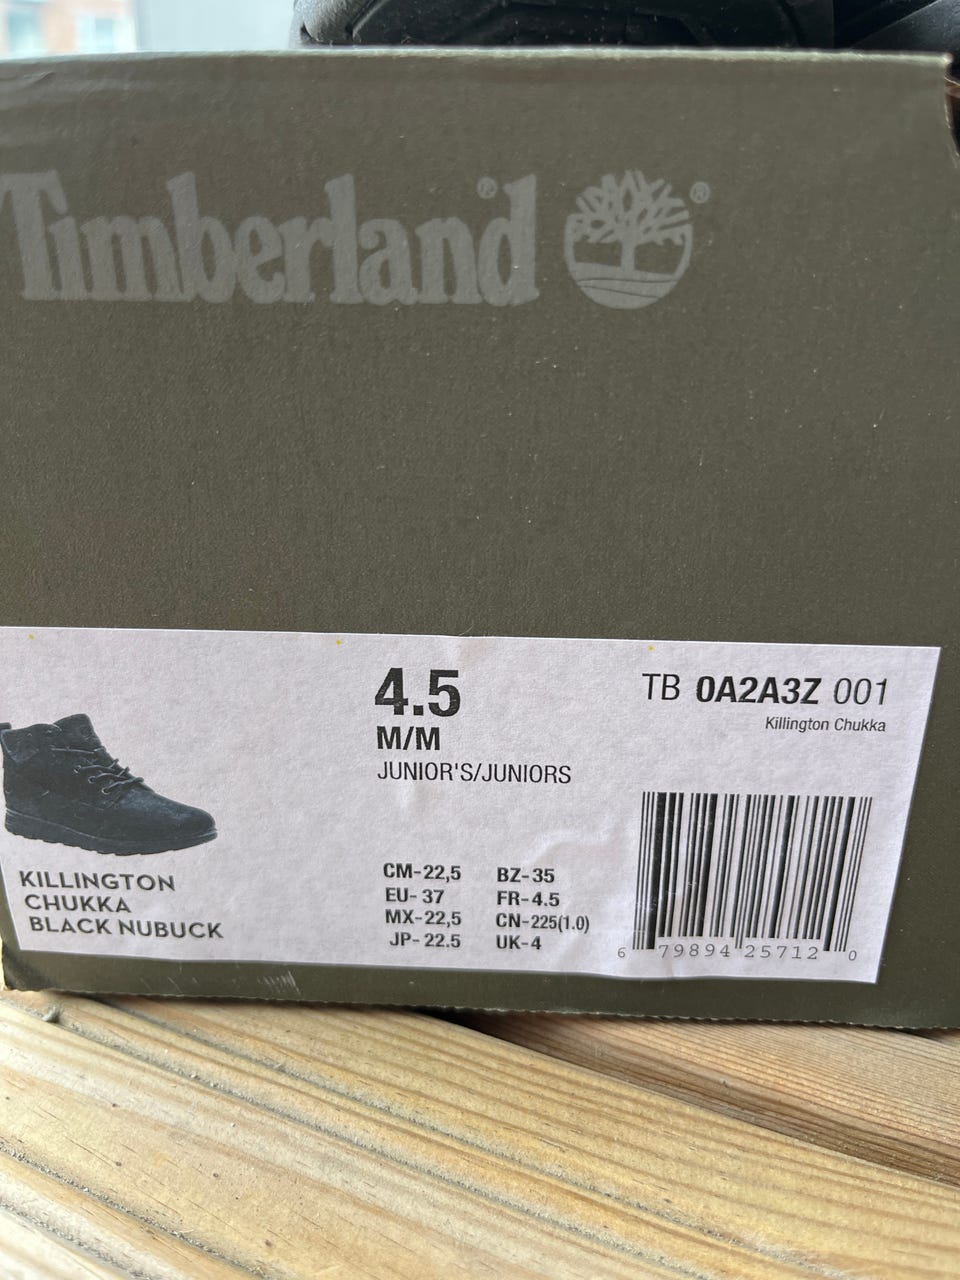 Timberland® ®
4.5
M/M
JUNIOR'S/JUNIORS
TB 0A2A3Z 001
Killington Chukka
KILLINGTON
CHUKKA
BLACK NUBUCK
CM-22,5 BZ-35
EU- 37 FR-4.5
MX-22,5 CN-225(1.0)
JP- 22.5 UK-4
6 79894 25712 0